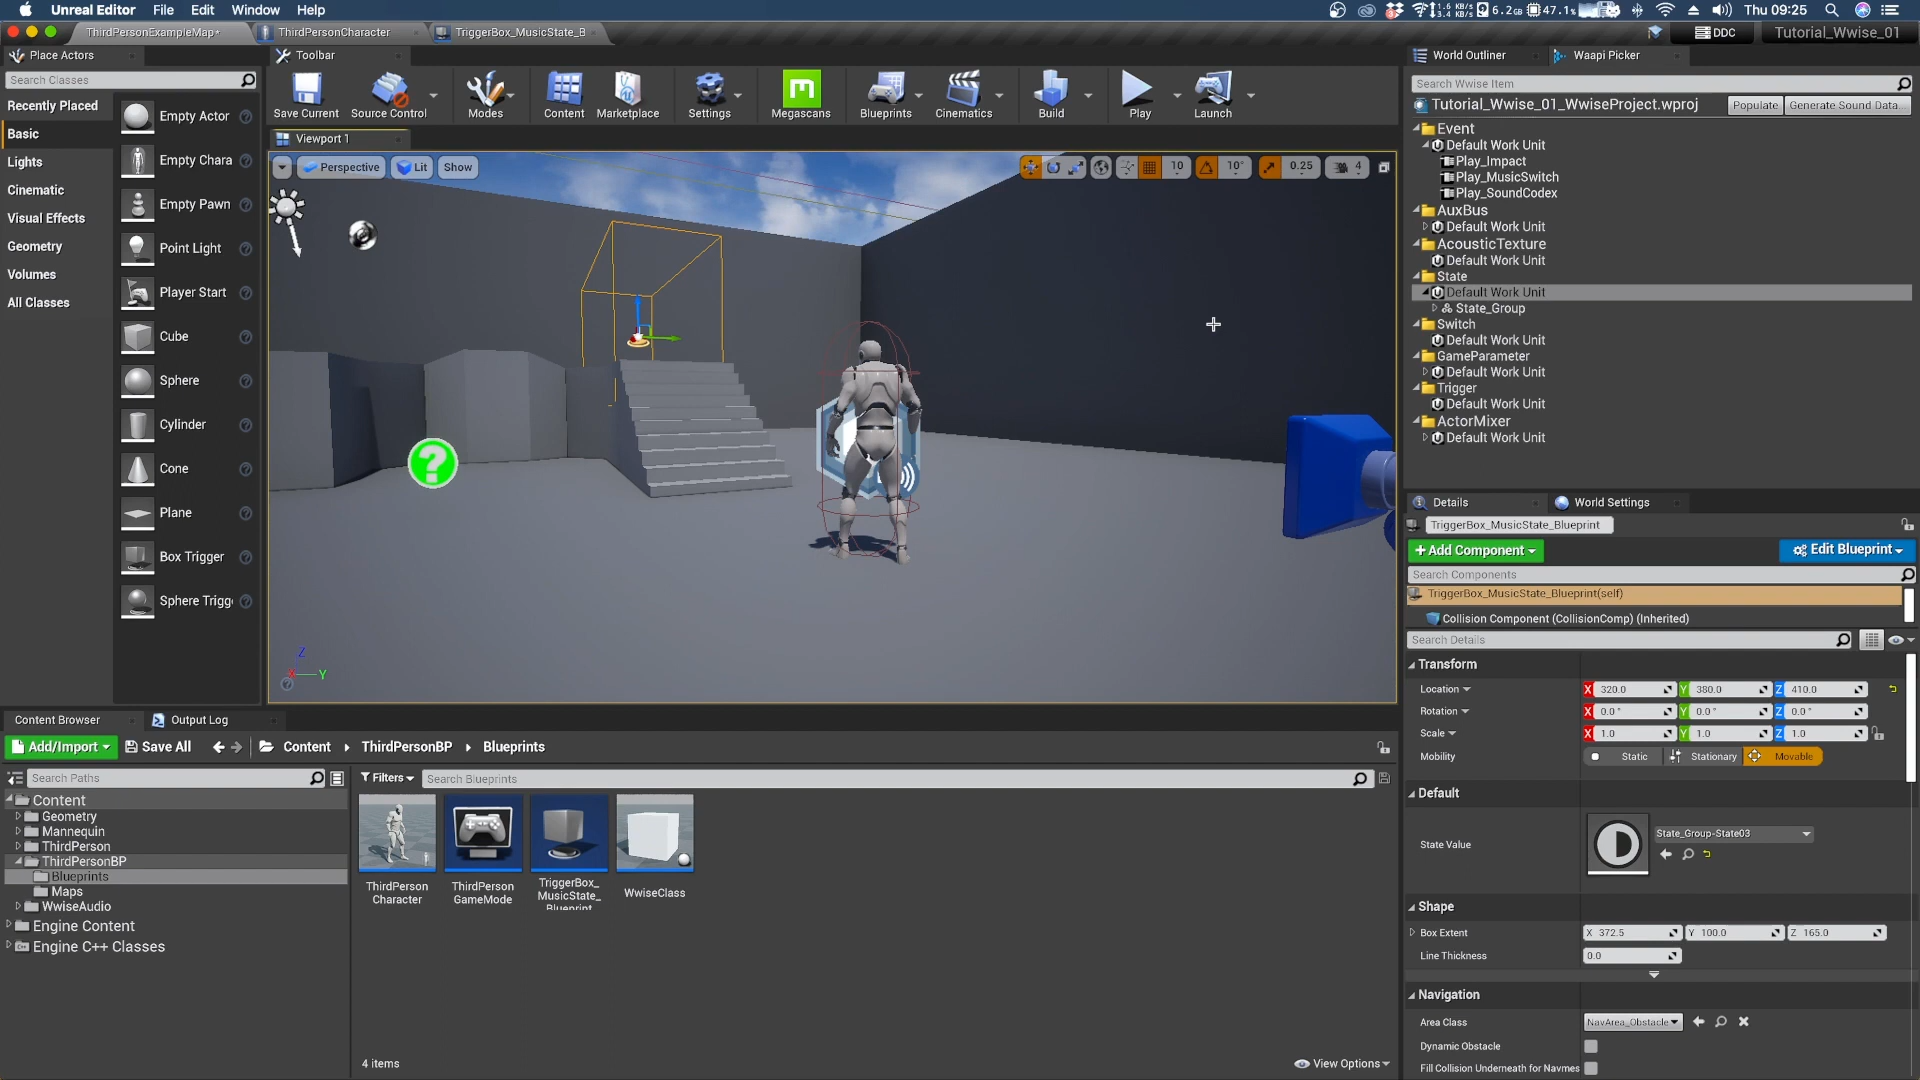 Unreal Editor File Edit Window Help
1.6 KB/s
3.4 KB/s
6.2GB 47.1% Thu 09:25
ThirdPersonExampleMap*
ThirdPersonCharacter
TriggerBox_MusicState_B
DDC
Tutorial_Wwise_01
Place Actors
Search Classes
Recently Placed
Basic
Lights
Cinematic
Visual Effects
Geometry
Volumes
All Classes
Empty Actor
Empty Chara
Empty Pawn
Point Light
Player Start
Cube
Sphere
Cylinder
Cone
Plane
Box Trigger
Sphere Trigg
Toolbar
Save Current
Source Control
Modes
Content
Marketplace
Settings
Megascans
Blueprints
Cinematics
Build
Play
Launch
Viewport 1
Perspective
Lit
Show
10
10°
0.25
4
Z
X
Y
World Outliner
Waapi Picker
Search Wwise Item
Tutorial_Wwise_01_WwiseProject.wproj
Populate
Generate Sound Data...
Event
Default Work Unit
Play_Impact
Play_MusicSwitch
Play_SoundCodex
AuxBus
Default Work Unit
AcousticTexture
Default Work Unit
State
Default Work Unit
State_Group
Switch
Default Work Unit
GameParameter
Default Work Unit
Trigger
Default Work Unit
ActorMixer
Default Work Unit
Details
World Settings
TriggerBox_MusicState_Blueprint
+ Add Component
Edit Blueprint
Search Components
TriggerBox_MusicState_Blueprint(self)
Collision Component (CollisionComp) (Inherited)
Search Details
Transform
Location X 320.0 Y 380.0 Z 410.0
Rotation X 0.0° Y 0.0° Z 0.0°
Scale X 1.0 Y 1.0 Z 1.0
Mobility Static Stationary Movable
Default
State Value
State_Group-State03
Shape
Box Extent X 372.5 Y 100.0 Z 165.0
Line Thickness 0.0
Navigation
Area Class NavArea_Obstacle
Dynamic Obstacle
Fill Collision Underneath for Navmes
Content Browser
Output Log
Add/Import
Save All
Content
ThirdPersonBP
Blueprints
Search Paths
Filters
Search Blueprints
Content
Geometry
Mannequin
ThirdPerson
ThirdPersonBP
Blueprints
Maps
WwiseAudio
Engine Content
Engine C++ Classes
ThirdPerson
Character
ThirdPerson
GameMode
TriggerBox_
MusicState_
Blueprint
WwiseClass
4 items
View Options